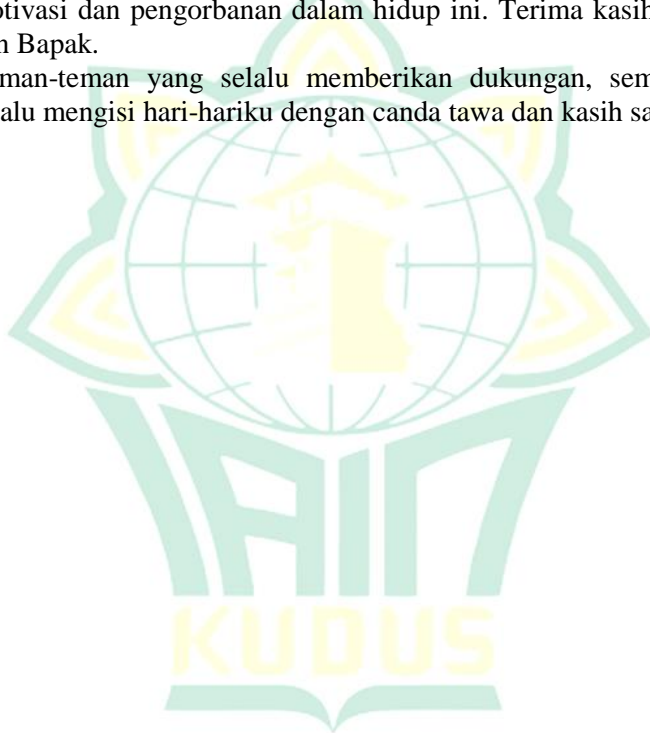 otivasi dan pengorbanan dalam hidup ini. Terima kasih
n Bapak.
man-teman yang selalu memberikan dukungan, sem
alu mengisi hari-hariku dengan canda tawa dan kasih sa
IAIN
KUDUS